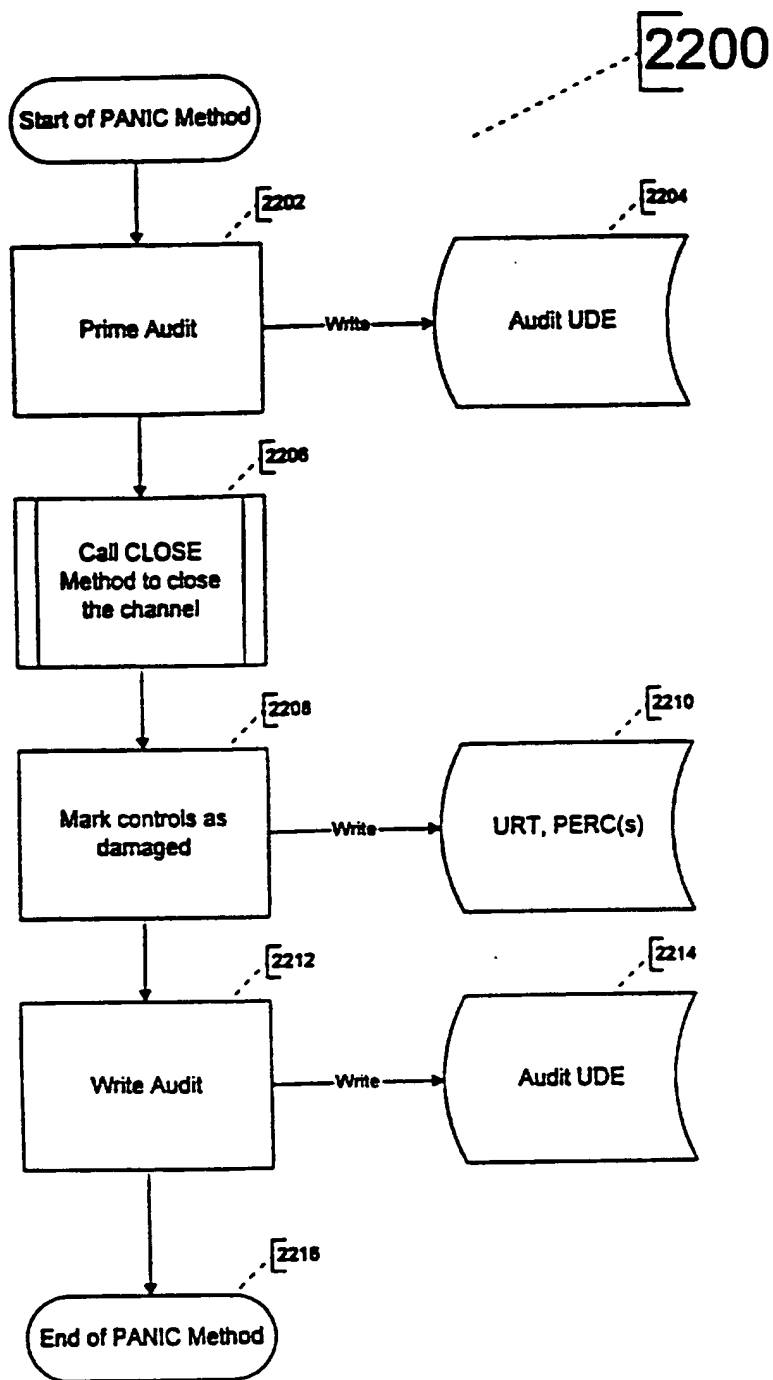 2200
Start of PANIC Method
2202
2204
Prime Audit
Write
Audit UDE
2206
Call CLOSE
Method to close
the channel
2208
2210
Mark controls as
damaged
Write
URT, PERC(s)
2212
2214
Write Audit
Write
Audit UDE
2216
End of PANIC Method